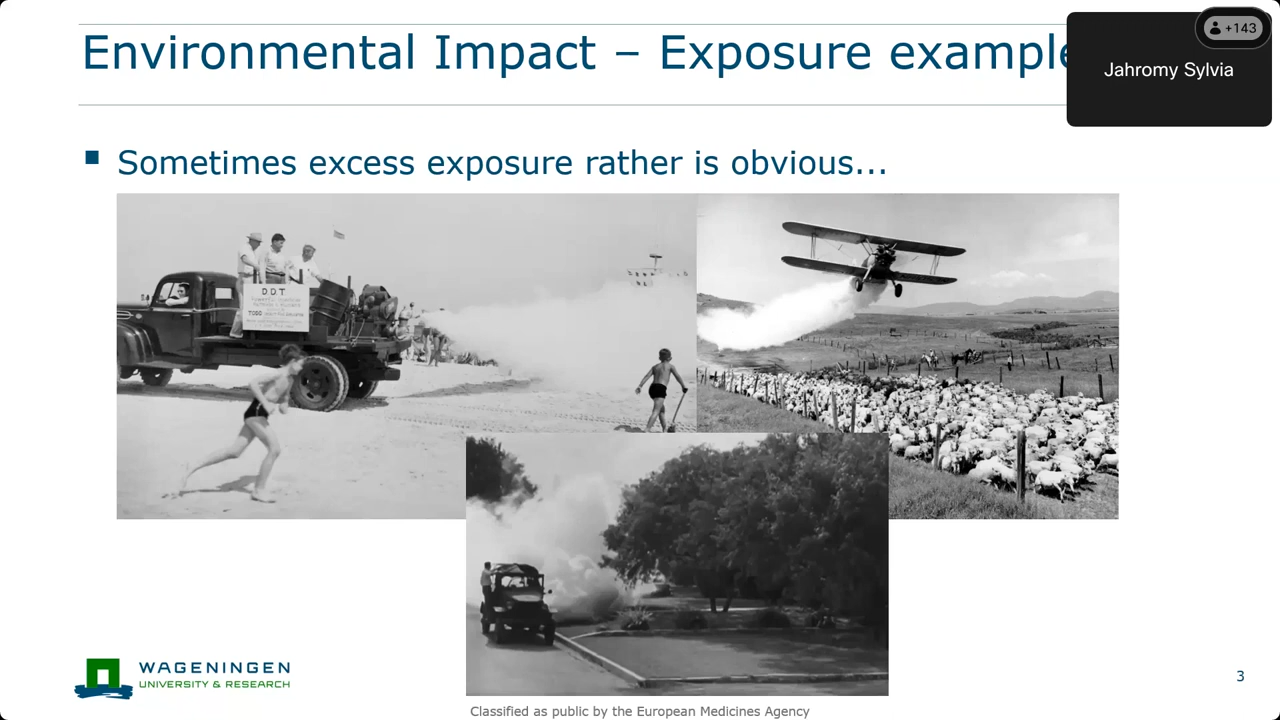 Environmental Impact – Exposure example
+143
Jahromy Sylvia
Sometimes excess exposure rather is obvious...
D.D.T.
WAGENINGEN
UNIVERSITY & RESEARCH
3
Classified as public by the European Medicines Agency